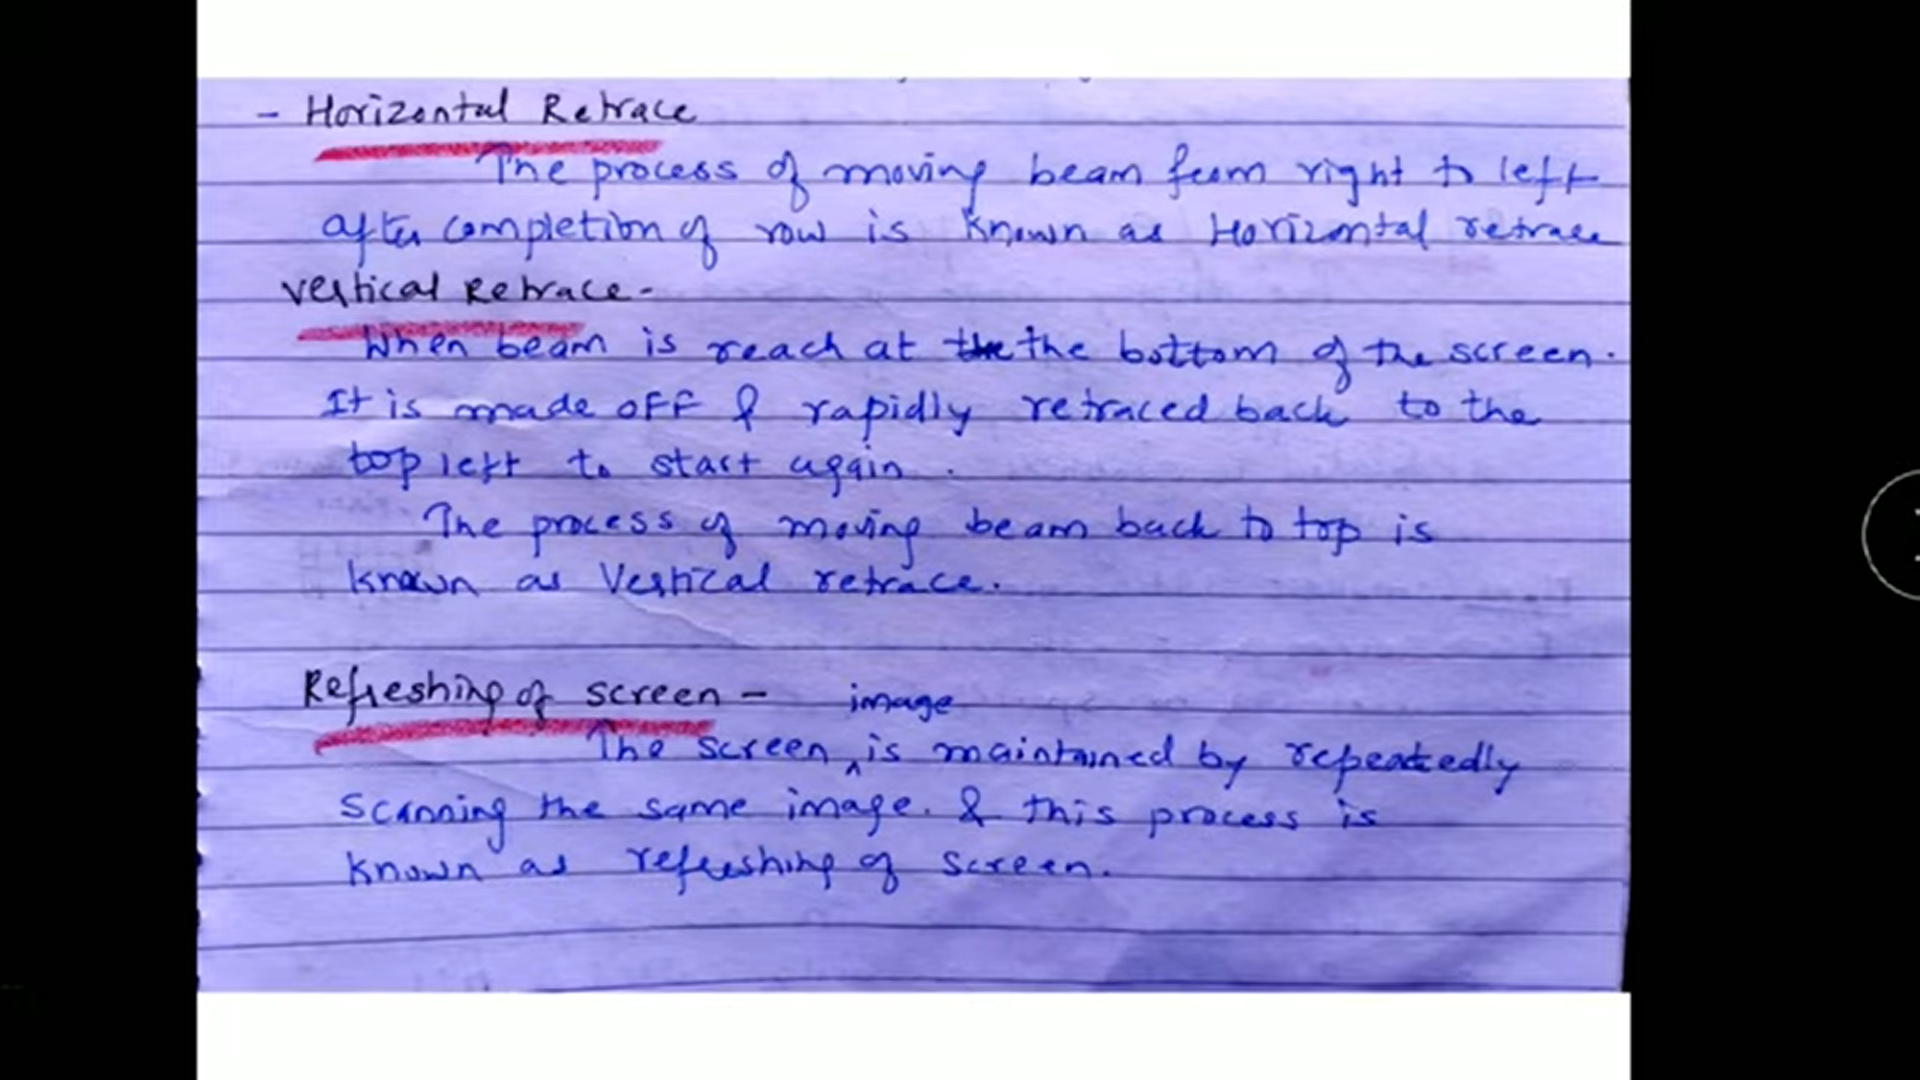 - Horizontal Retrace
The process of moving beam from right to left
after completion of row is known as Horizontal retrace
Vertical Retrace -
When beam is reach at the the bottom of the screen.
It is made OFF & rapidly retraced back to the
top left to start again.
The process of moving beam back to top is
known as Vertical retrace.
Refreshing of screen -
image
The screen ^ is maintained by repeatedly
scanning the same image. & this process is
known as refreshing of screen.